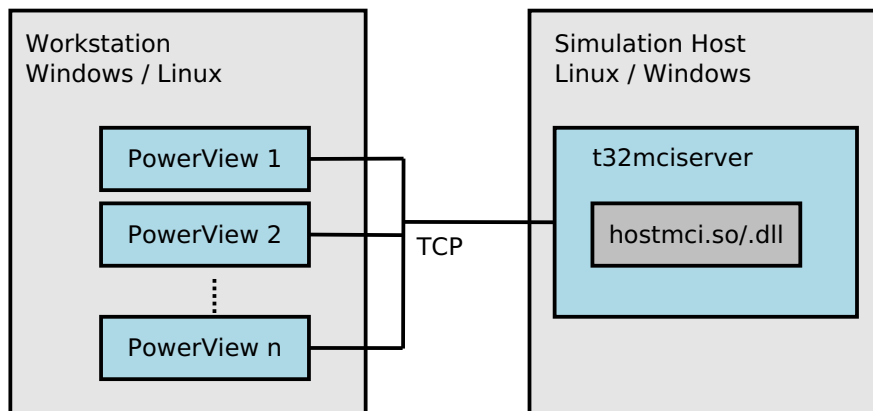 Workstation
Windows / Linux
PowerView 1
PowerView 2
PowerView n
TCP
Simulation Host
Linux / Windows
t32mciserver
hostmci.so/.dll